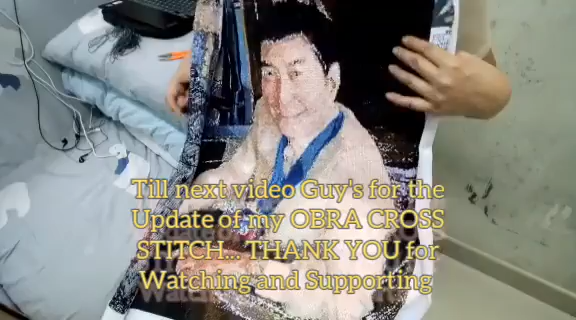 Till next video Guy's for the
Update of my OBRA CROSS
STITCH... THANK YOU for
Watching and Supporting